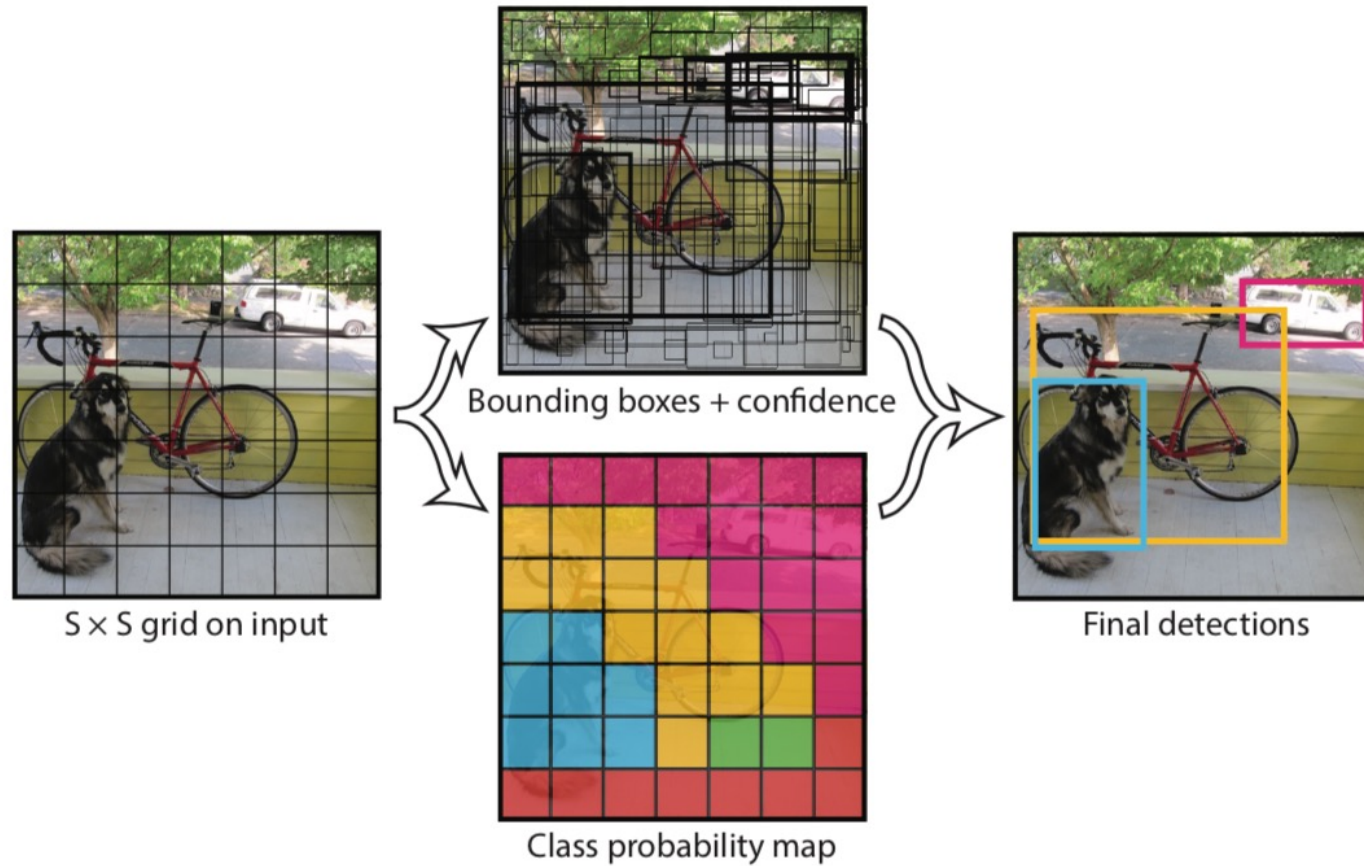 S × S grid on input
Bounding boxes + confidence
Class probability map
Final detections